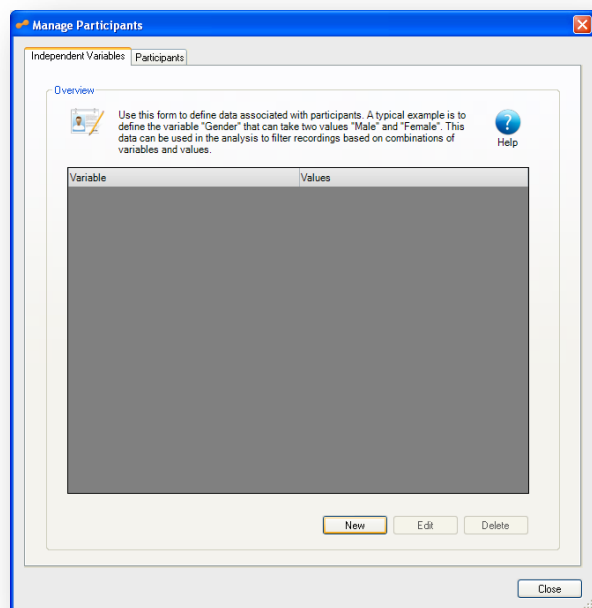 Manage Participants
Independent Variables Participants
Overview
Use this form to define data associated with participants. A typical example is to
define the variable "Gender" that can take two values "Male" and "Female". This
data can be used in the analysis to filter recordings based on combinations of
variables and values.
Help
Variable Values
New Edit Delete
Close